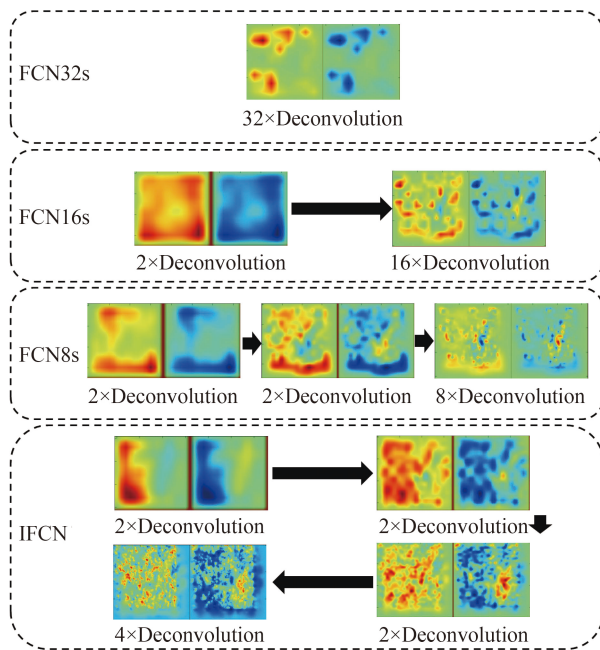 FCN32s
32×Deconvolution
FCN16s
2×Deconvolution
16×Deconvolution
FCN8s
2×Deconvolution
2×Deconvolution
8×Deconvolution
IFCN
2×Deconvolution
2×Deconvolution
4×Deconvolution
2×Deconvolution